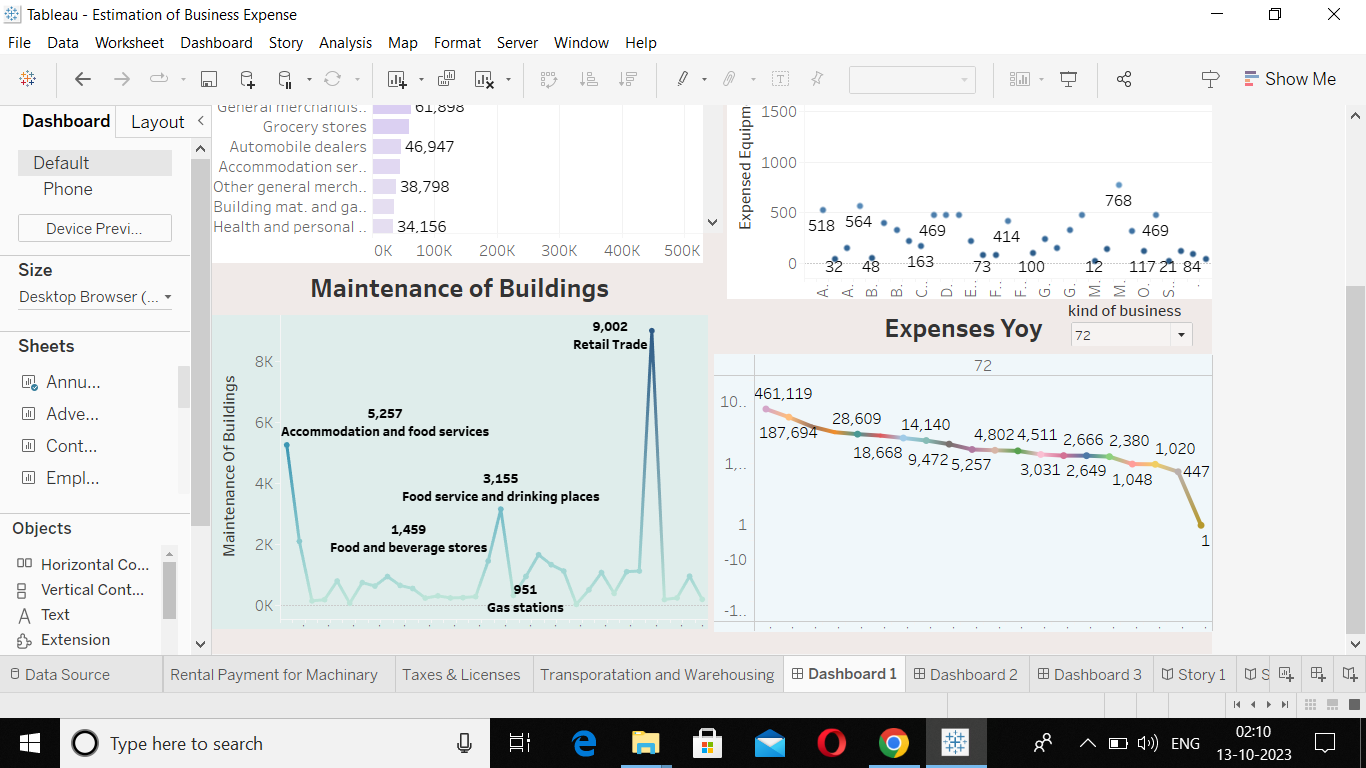 Tableau - Estimation of Business Expense
File Data Worksheet Dashboard Story Analysis Map Format Server Window Help
Show Me
Dashboard Layout
Default
Phone
Device Previ...
Size
Desktop Browser (...
Sheets
Annu...
Adve...
Cont...
Empl...
Objects
Horizontal Co...
Vertical Cont...
Text
Extension
General merchandis.. 61,898
Grocery stores
Automobile dealers 46,947
Accommodation ser..
Other general merch.. 38,798
Building mat. and ga..
Health and personal .. 34,156
0K 100K 200K 300K 400K 500K
Expensed Equipm
1500
1000
500
0
768
518 564 469 414 469
32 48 163 73 100 12 117 21 84
A. A. B. B. C. D. E. F. F. G. G. M. M. O. S. .
Maintenance of Buildings
Maintenance Of Buildings
8K
6K
4K
2K
0K
9,002
Retail Trade
5,257
Accommodation and food services
3,155
Food service and drinking places
1,459
Food and beverage stores
951
Gas stations
Expenses Yoy
kind of business
72
72
10..
1,..
1
-10
-1..
461,119
187,694
28,609
18,668
14,140
9,472
5,257
4,802
4,511
3,031
2,666
2,649
2,380
1,048
1,020
447
1
Data Source Rental Payment for Machinary Taxes & Licenses Transporatation and Warehousing Dashboard 1 Dashboard 2 Dashboard 3 Story 1 S
Type here to search
ENG
02:10
13-10-2023